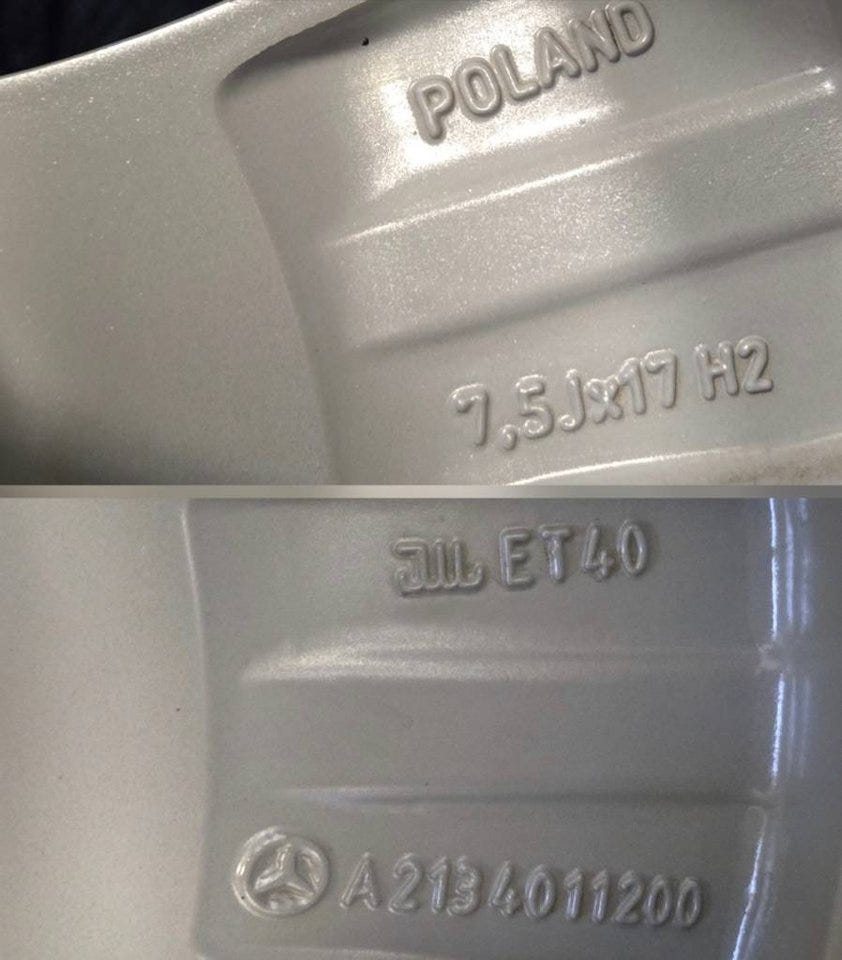 POLAND
7,5Jx17 H2
ET40
A2134011200